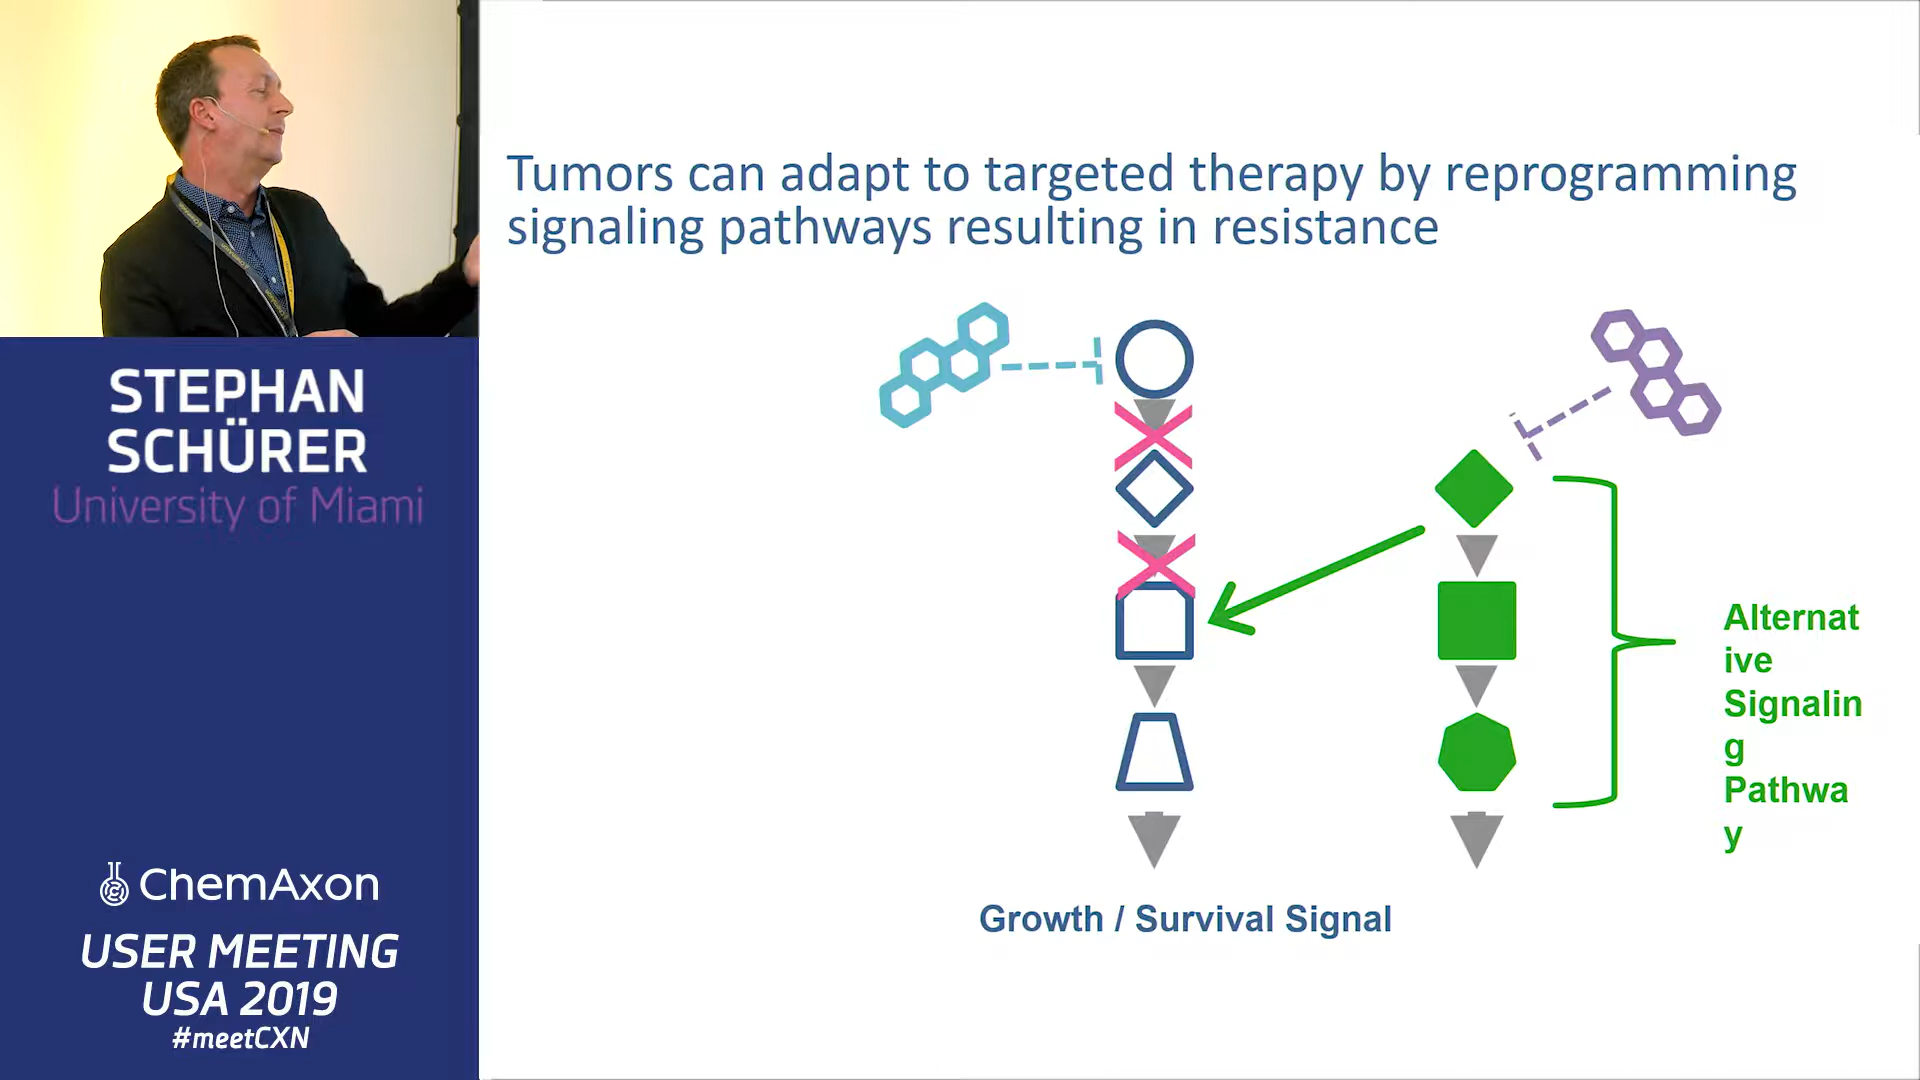 Tumors can adapt to targeted therapy by reprogramming
signaling pathways resulting in resistance
STEPHAN
SCHÜRER
University of Miami
Alternat
ive
Signalin
g
Pathwa
y
Growth / Survival Signal
ChemAxon
USER MEETING
USA 2019
#meetCXN